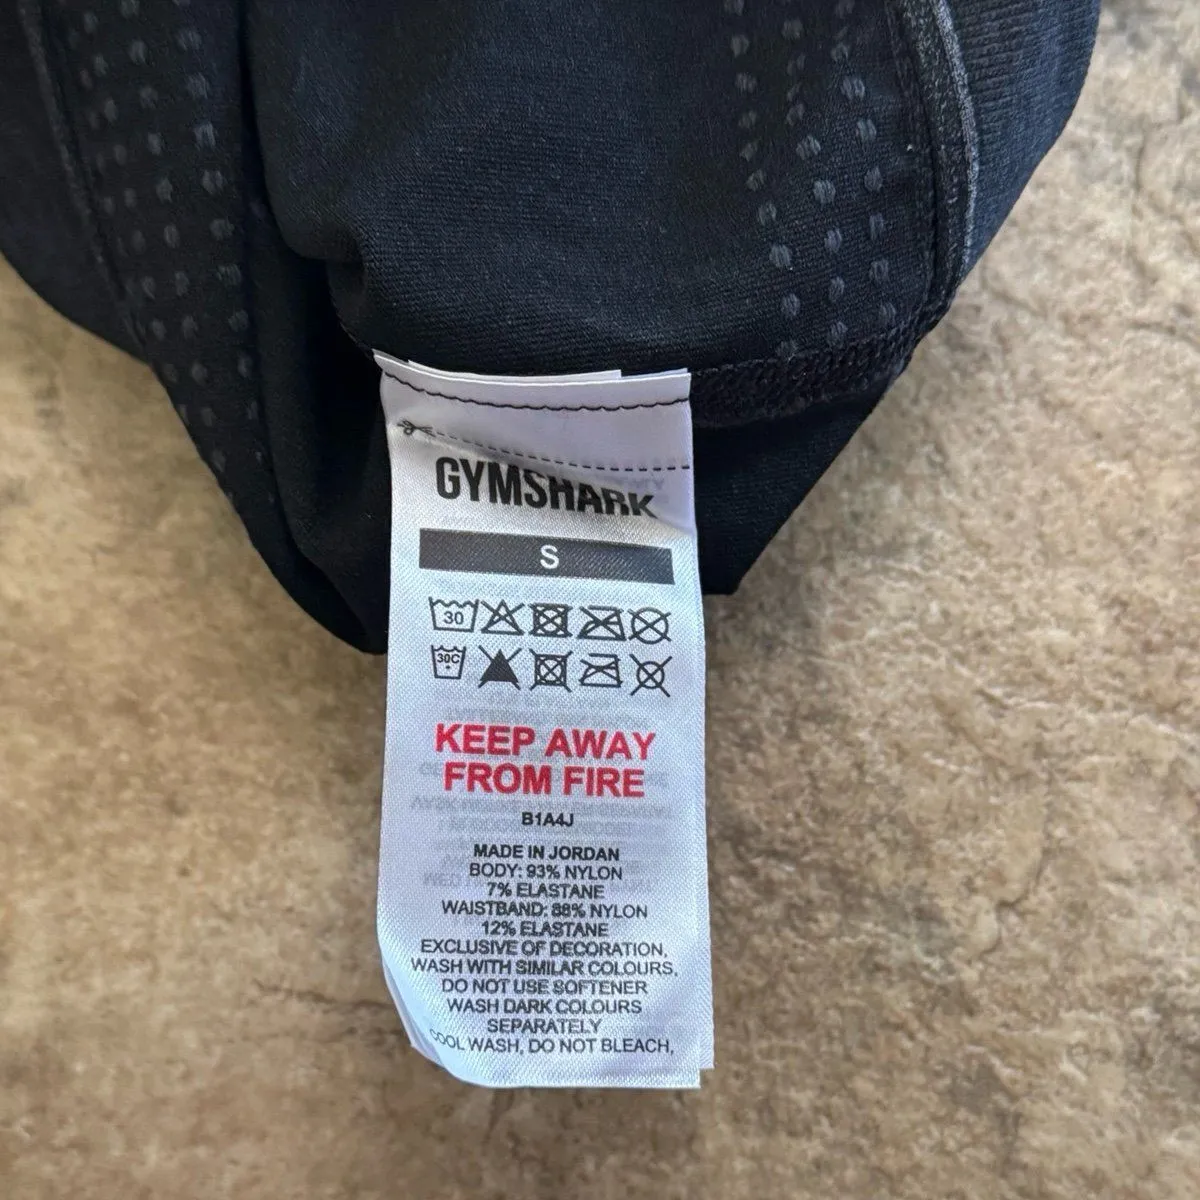 GYMSHARK
S
30
30C
KEEP AWAY
FROM FIRE
B1A4J
MADE IN JORDAN
BODY: 93% NYLON
7% ELASTANE
WAISTBAND: 88% NYLON
12% ELASTANE
EXCLUSIVE OF DECORATION,
WASH WITH SIMILAR COLOURS,
DO NOT USE SOFTENER
WASH DARK COLOURS
SEPARATELY
COOL WASH, DO NOT BLEACH,